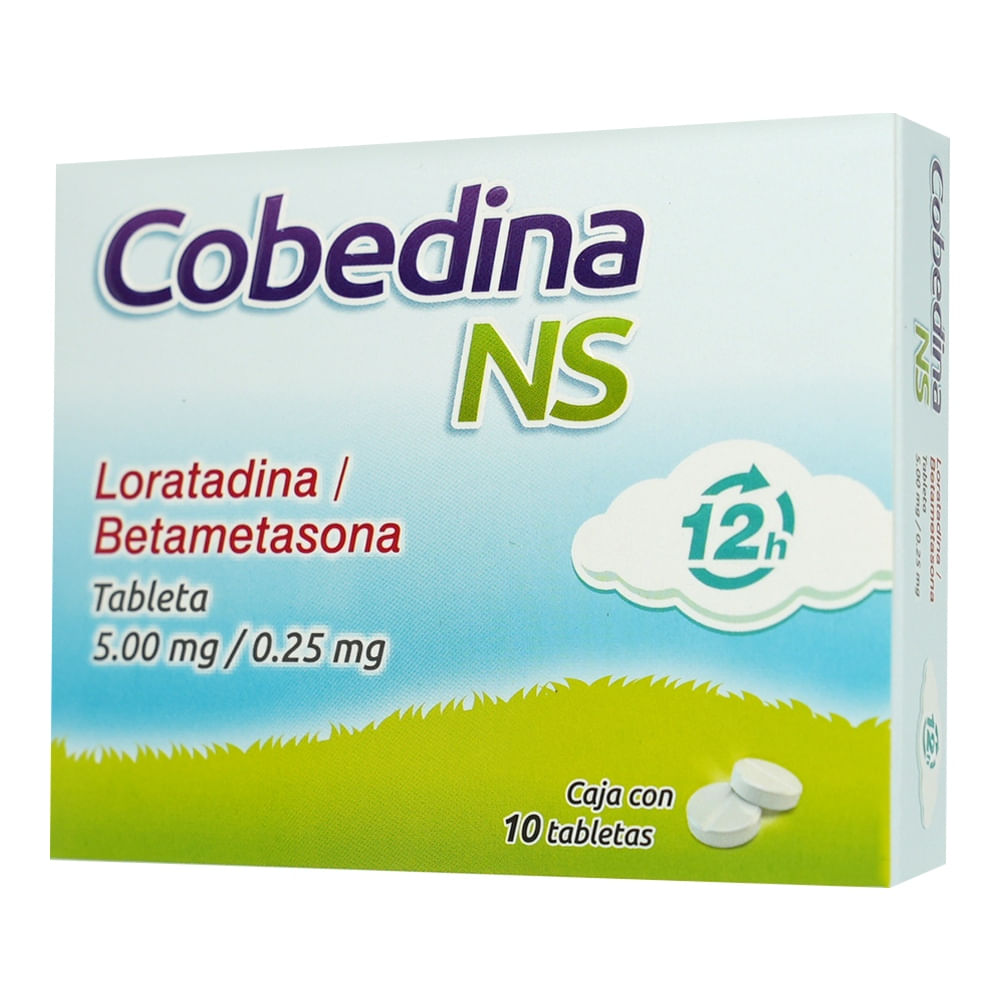 Cobedina
NS
Loratadina /
Betametasona
Tableta
5.00 mg / 0.25 mg
12h
Caja con
10 tabletas
Cobedina
NS
Loratadina /
Betametasona
Tableta
5.00 mg / 0.25 mg
12h